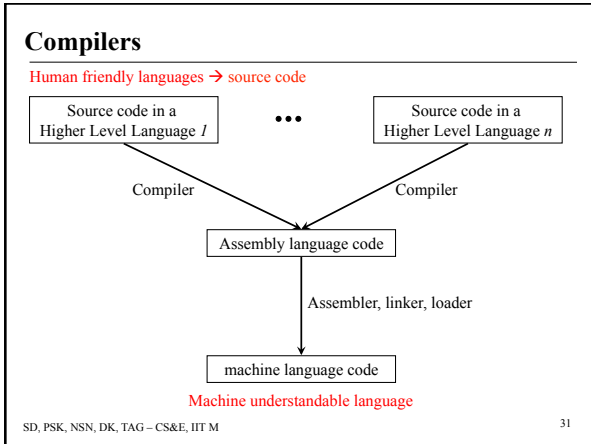 Compilers
Human friendly languages → source code
Source code in a
Higher Level Language 1
•••
Source code in a
Higher Level Language n
Compiler
Compiler
Assembly language code
Assembler, linker, loader
machine language code
Machine understandable language
SD, PSK, NSN, DK, TAG – CS&E, IIT M
31